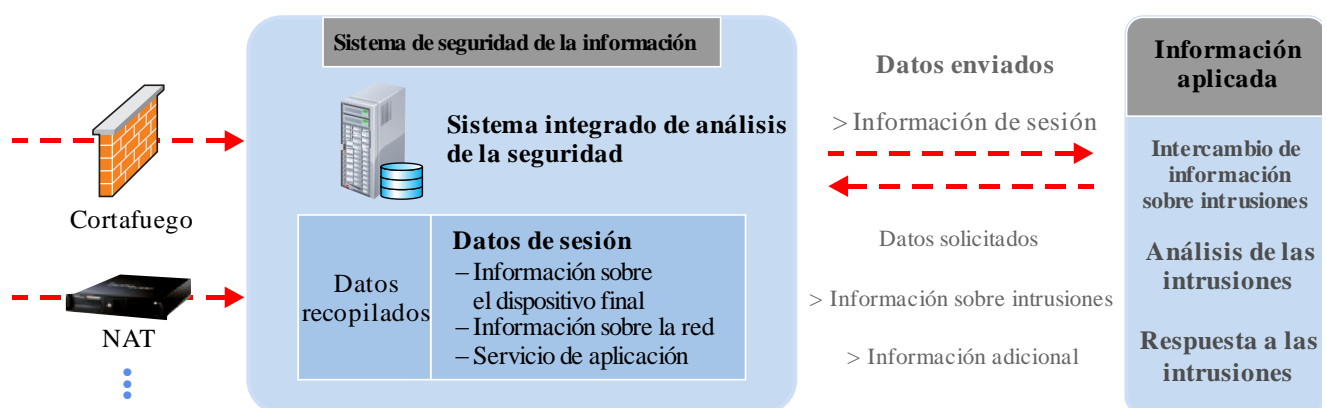 Cortafuego
NAT
Sistema de seguridad de la información
Sistema integrado de análisis
de la seguridad
Datos
recopilados
Datos de sesión
– Información sobre
el dispositivo final
– Información sobre la red
– Servicio de aplicación
Datos enviados
> Información de sesión
Datos solicitados
> Información sobre intrusiones
> Información adicional
Información
aplicada
Intercambio de
información
sobre intrusiones
Análisis de las
intrusiones
Respuesta a las
intrusiones